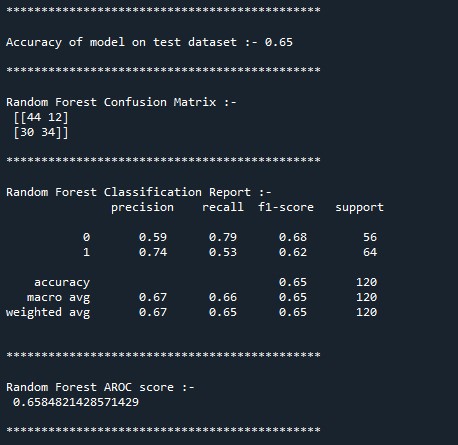 *********************************************
Accuracy of model on test dataset :- 0.65
*********************************************
Random Forest Confusion Matrix :-
[[44 12]
[30 34]]
*********************************************
Random Forest Classification Report :-
precision recall f1-score support
0 0.59 0.79 0.68 56
1 0.74 0.53 0.62 64
accuracy 0.65 120
macro avg 0.67 0.66 0.65 120
weighted avg 0.67 0.65 0.65 120
*********************************************
Random Forest AROC score :-
0.6584821428571429
*********************************************